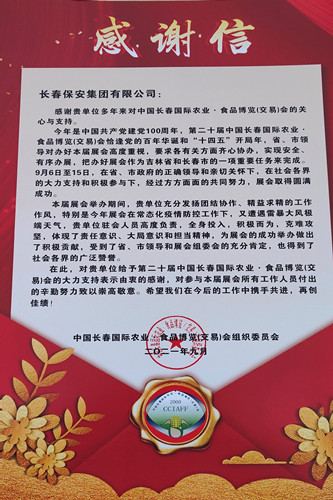 感谢信
长春保安集团有限公司：
感谢贵单位多年来对中国长春国际农业·食品博览(交易)会的关
心与支持。
今年是中国共产党建党100周年，第二十届中国长春国际农业·
食品博览(交易)会恰逢党的百年华诞和“十四五”开局年，省、市领
导对办好本届展会高度重视，要求各有关方面齐心协力，实现安全、
有序办展，把办好展会作为吉林省和长春市的一项重要任务来完成。
9月6日至15日，在省、市政府的正确领导和亲切关怀下，在社会各界
的大力支持和积极参与下，经过方方面面的共同努力，展会取得圆满
成功。
本届展会举办期间，贵单位充分发扬团结协作、精益求精的工作
作风，特别是今年展会在常态化疫情防控工作下，又遭遇雷暴大风极
端天气，贵单位驻会人员高度负责，全身投入，积极而为，克难攻
坚，体现了责任意识、大局意识和担当精神，为展会的成功举办做出
了积极贡献，受到了省、市领导和展会组委会的充分肯定，也得到了
社会各界的广泛赞誉。
在此，对贵单位给予第二十届中国长春国际农业·食品博览(交易)
会的大力支持表示由衷的感谢，对参与本届展会所有工作人员付出
的辛勤努力致以崇高敬意。希望我们在今后的工作中携手共进，再创
佳绩！
中国长春国际农业·食品博览(交易)会组织委员会
二〇二一年九月
2000
CCIAFF